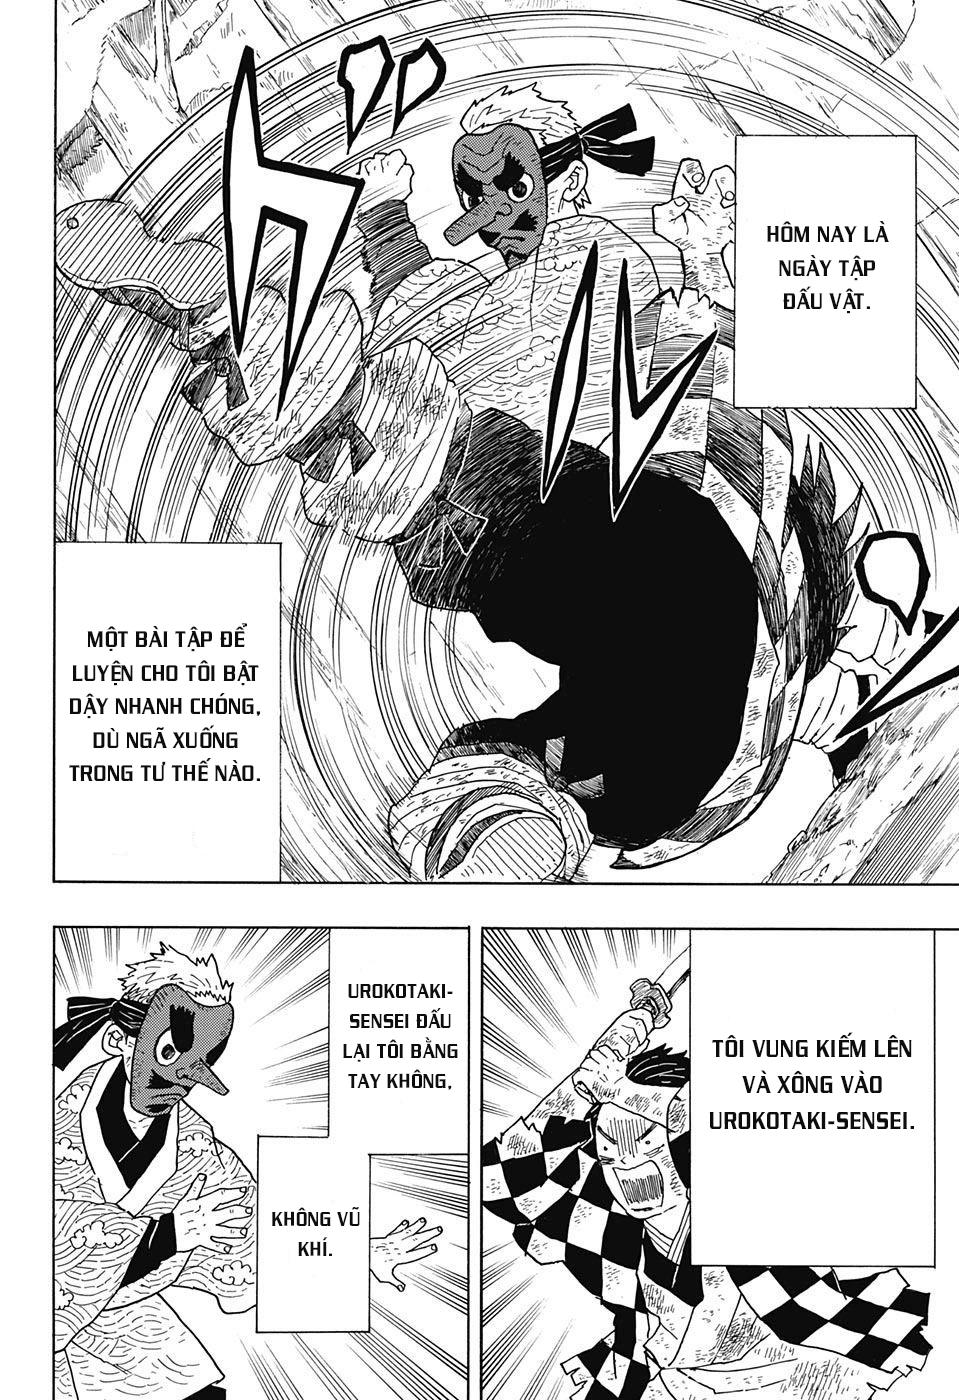 ガッ
HÔM NAY LÀ
NGÀY TẬP
ĐẤU VẬT.
MỘT BÀI TẬP ĐỂ
LUYỆN CHO TÔI BẬT
DẬY NHANH CHÓNG,
DÙ NGÃ XUỐNG
TRONG TƯ THẾ NÀO.
TÔI VUNG KIẾM LÊN
VÀ XÔNG VÀO
UROKOTAKI-SENSEI.
UROKOTAKI-
SENSEI ĐẤU
LẠI TÔI BẰNG
TAY KHÔNG,
KHÔNG VŨ
KHÍ.